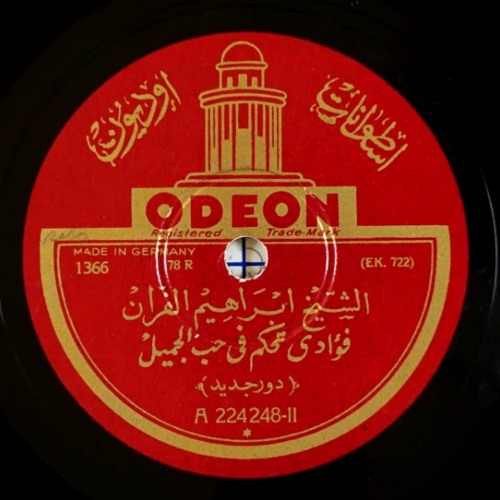 اسطوانات اوديون
ODEON
Registered Trade-Mark
MADE IN GERMANY
1366 78 R (EK. 722)
الشيخ ابراهيم الفران
فؤادى تحكم فى حب الجميل
(دور جديد)
A 224248-II
*